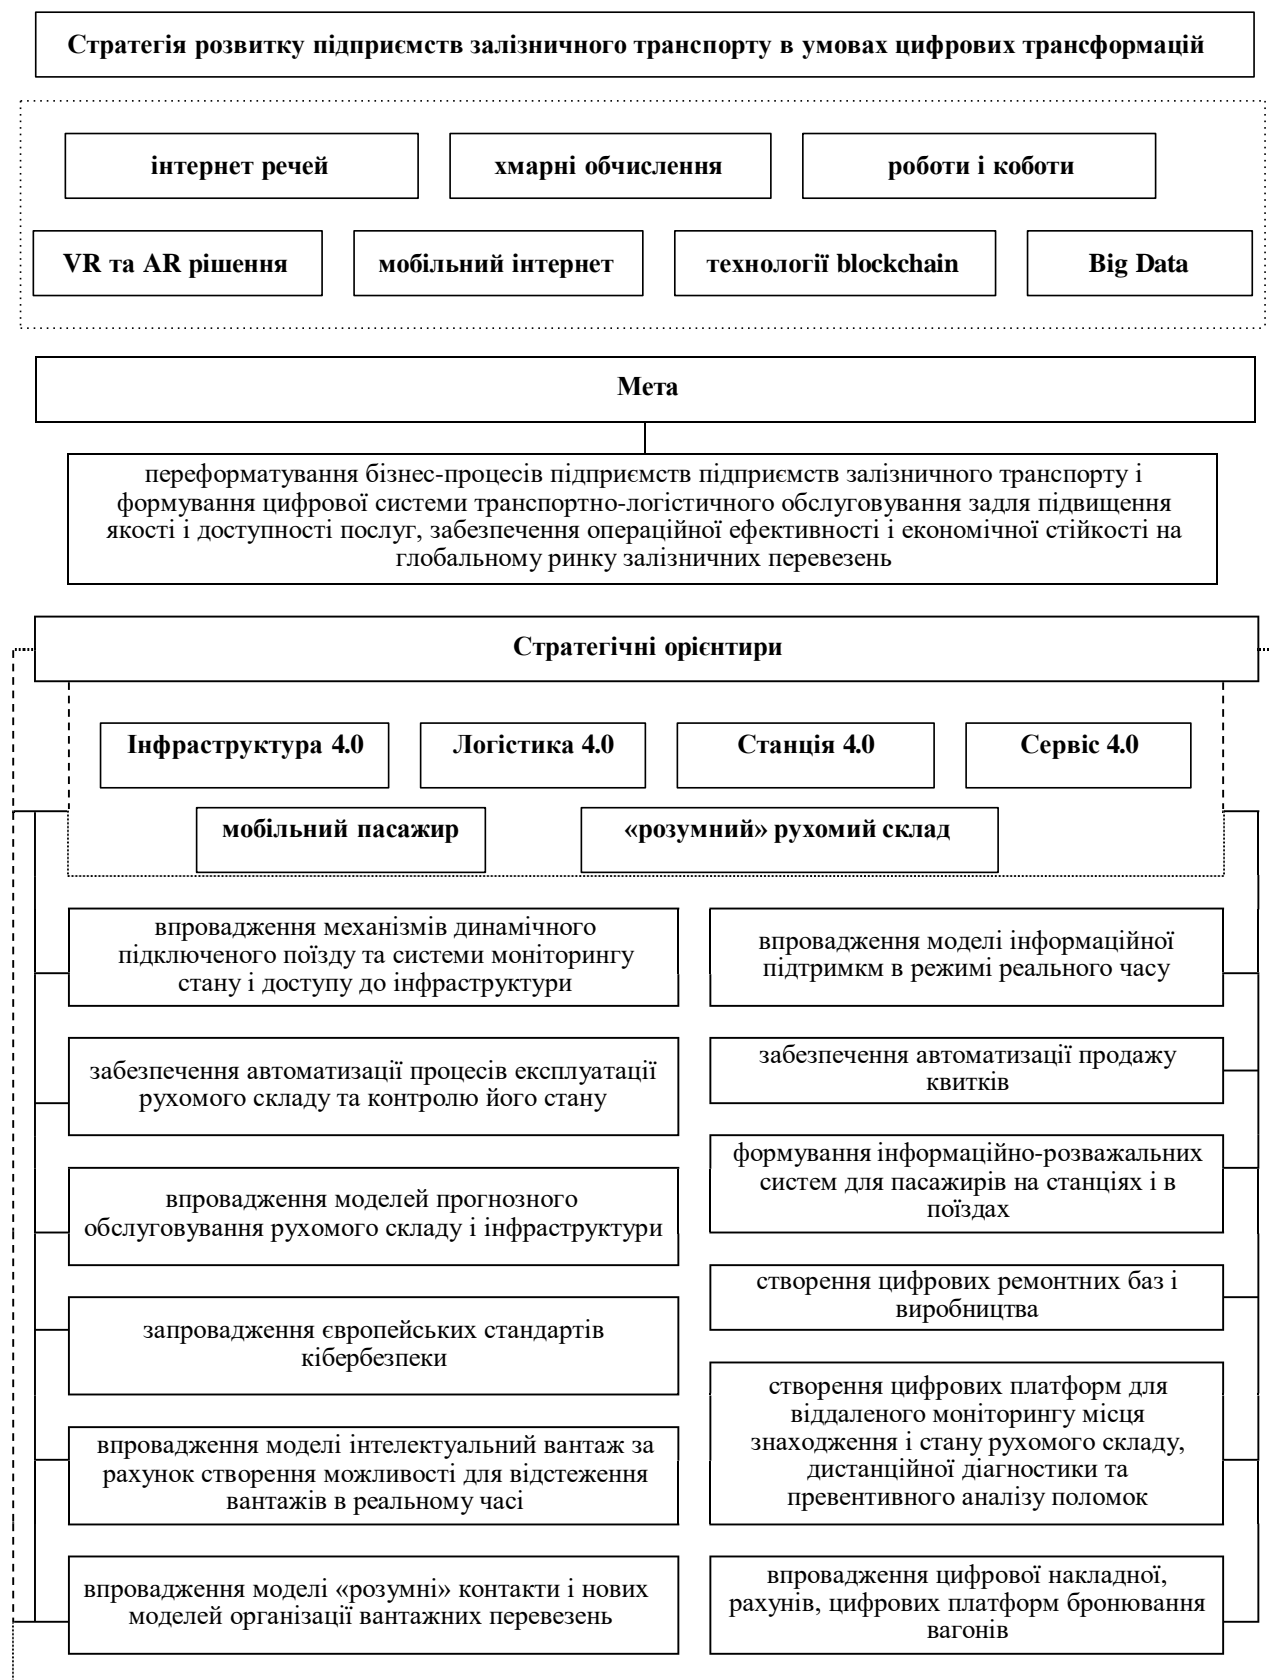 Стратегія розвитку підприємств залізничного транспорту в умовах цифрових трансформацій
інтернет речей
хмарні обчислення
роботи і коботи
VR та AR рішення
мобільний інтернет
технології blockchain
Big Data
Мета
переформатування бізнес-процесів підприємств підприємств залізничного транспорту і
формування цифрової системи транспортно-логістичного обслуговування задля підвищення
якості і доступності послуг, забезпечення операційної ефективності і економічної стійкості на
глобальному ринку залізничних перевезень
Стратегічні орієнтири
Інфраструктура 4.0
Логістика 4.0
Станція 4.0
Сервіс 4.0
мобільний пасажир
«розумний» рухомий склад
впровадження механізмів динамічного
підключеного поїзду та системи моніторингу
стану і доступу до інфраструктури
забезпечення автоматизації процесів експлуатації
рухомого складу та контролю його стану
впровадження моделей прогнозного
обслуговування рухомого складу і інфраструктури
запровадження європейських стандартів
кібербезпеки
впровадження моделі інтелектуальний вантаж за
рахунок створення можливості для відстеження
вантажів в реальному часі
впровадження моделі «розумні» контакти і нових
моделей організації вантажних перевезень
впровадження моделі інформаційної
підтримкм в режимі реального часу
забезпечення автоматизації продажу
квитків
формування інформаційно-розважальних
систем для пасажирів на станціях і в
поїздах
створення цифрових ремонтних баз і
виробництва
створення цифрових платформ для
віддаленого моніторингу місця
знаходження і стану рухомого складу,
дистанційної діагностики та
превентивного аналізу поломок
впровадження цифрової накладної,
рахунів, цифрових платформ бронювання
вагонів